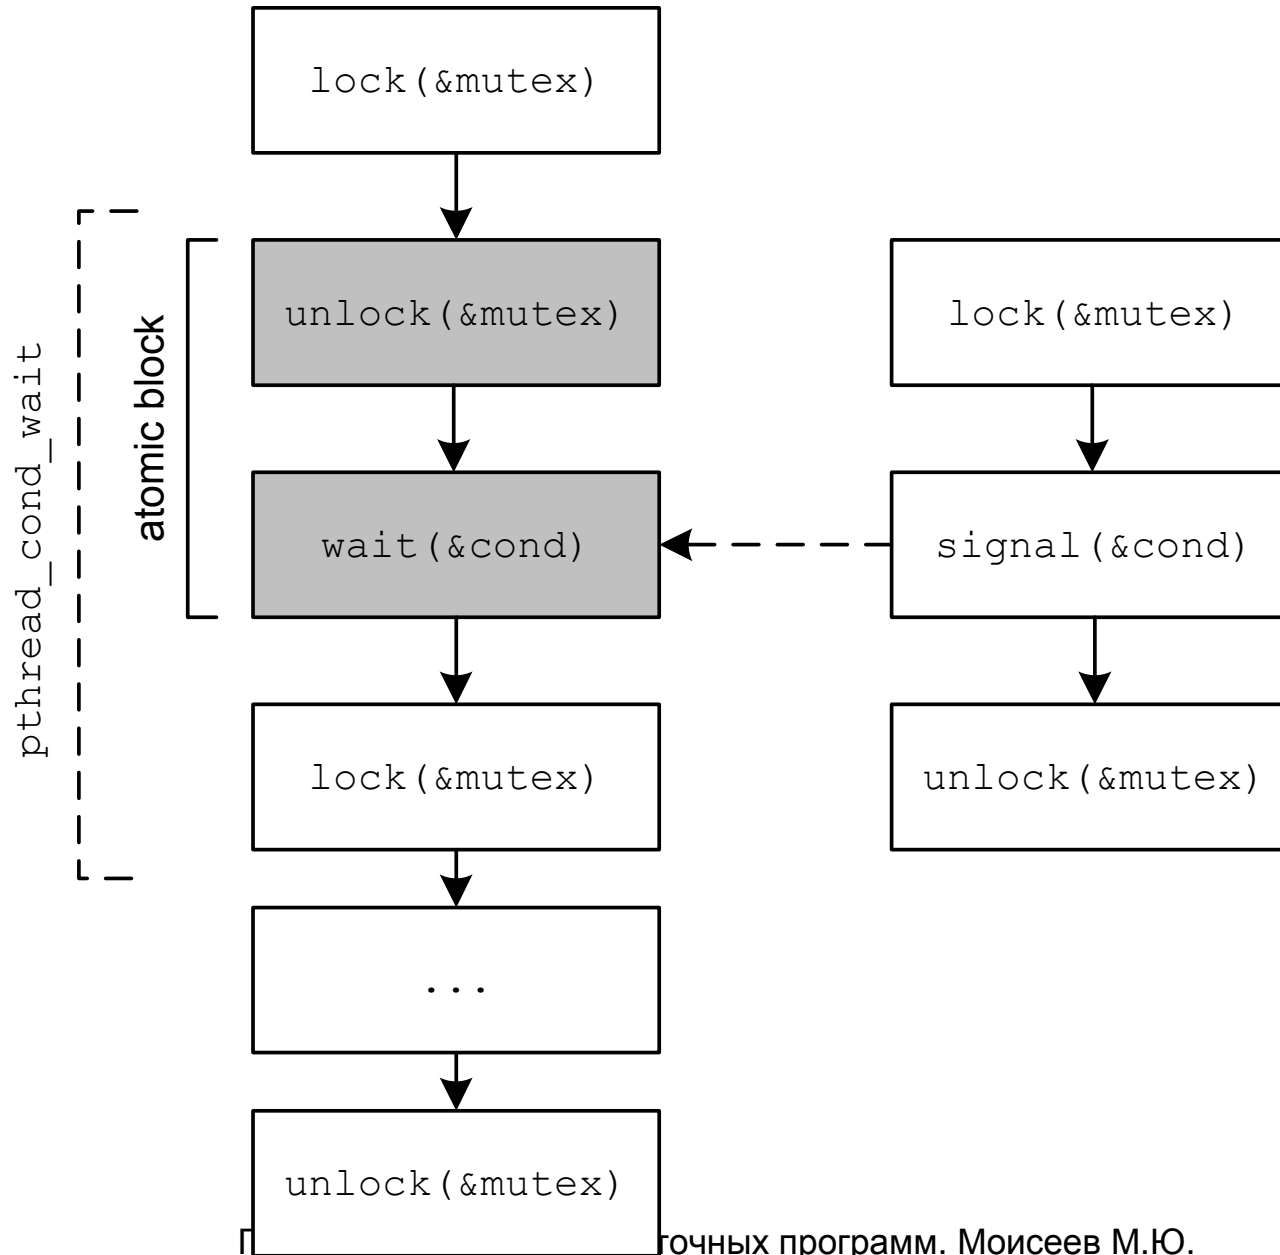 lock(&mutex)
pthread_cond_wait
atomic block
unlock(&mutex)
lock(&mutex)
wait(&cond)
signal(&cond)
lock(&mutex)
unlock(&mutex)
...
unlock(&mutex)
программ. Моисеев М.Ю.